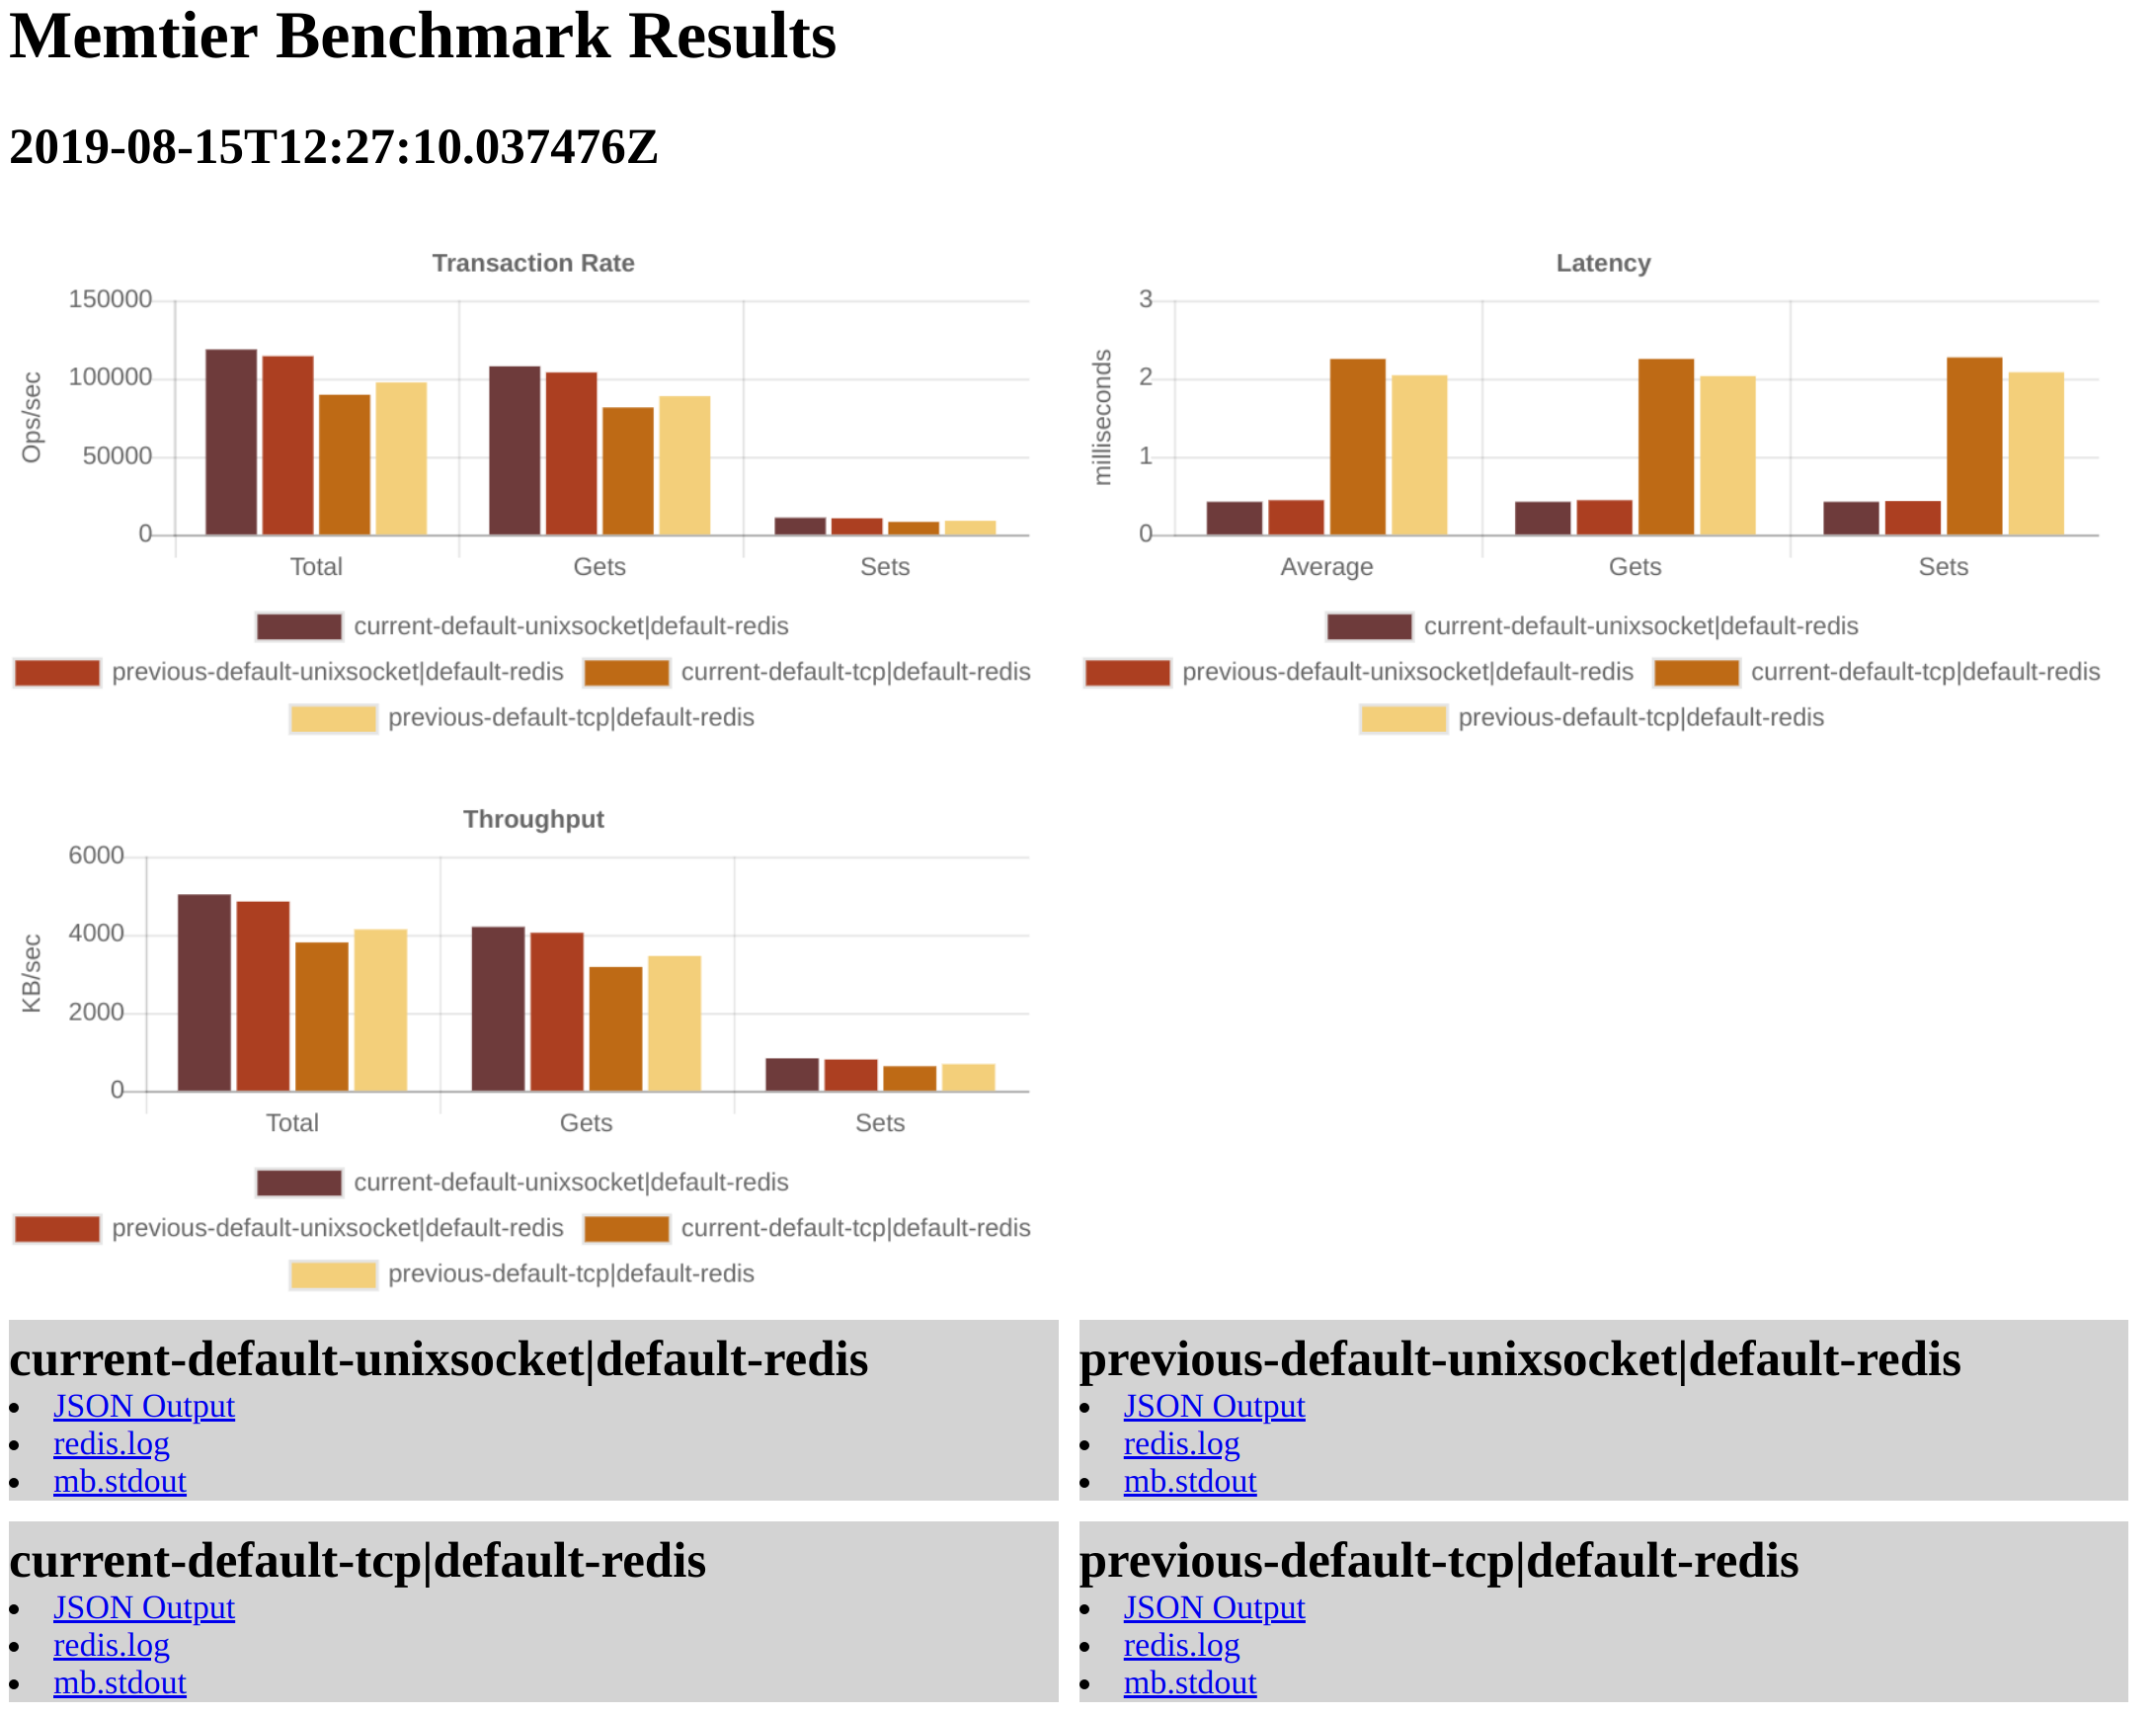 Memtier Benchmark Results
2019-08-15T12:27:10.037476Z
Transaction Rate
150000
100000
50000
0
Ops/sec
Total Gets Sets
current-default-unixsocket|default-redis
previous-default-unixsocket|default-redis current-default-tcp|default-redis
previous-default-tcp|default-redis
Latency
3
2
1
0
milliseconds
Average Gets Sets
current-default-unixsocket|default-redis
previous-default-unixsocket|default-redis current-default-tcp|default-redis
previous-default-tcp|default-redis
Throughput
6000
4000
2000
0
KB/sec
Total Gets Sets
current-default-unixsocket|default-redis
previous-default-unixsocket|default-redis current-default-tcp|default-redis
previous-default-tcp|default-redis
current-default-unixsocket|default-redis
JSON Output
redis.log
mb.stdout
previous-default-unixsocket|default-redis
JSON Output
redis.log
mb.stdout
current-default-tcp|default-redis
JSON Output
redis.log
mb.stdout
previous-default-tcp|default-redis
JSON Output
redis.log
mb.stdout